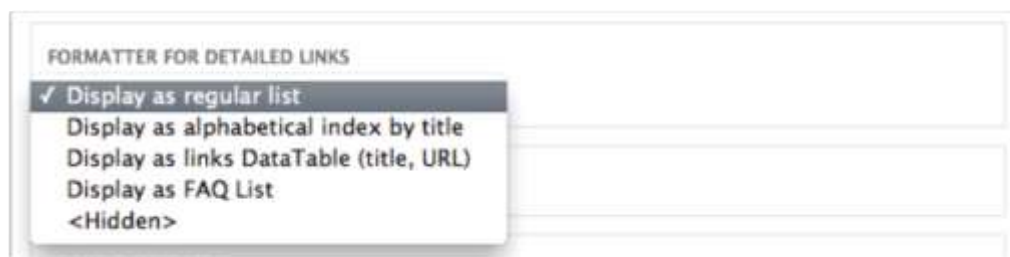 FORMATTER FOR DETAILED LINKS
✓ Display as regular list
Display as alphabetical index by title
Display as links DataTable (title, URL)
Display as FAQ List
<Hidden>